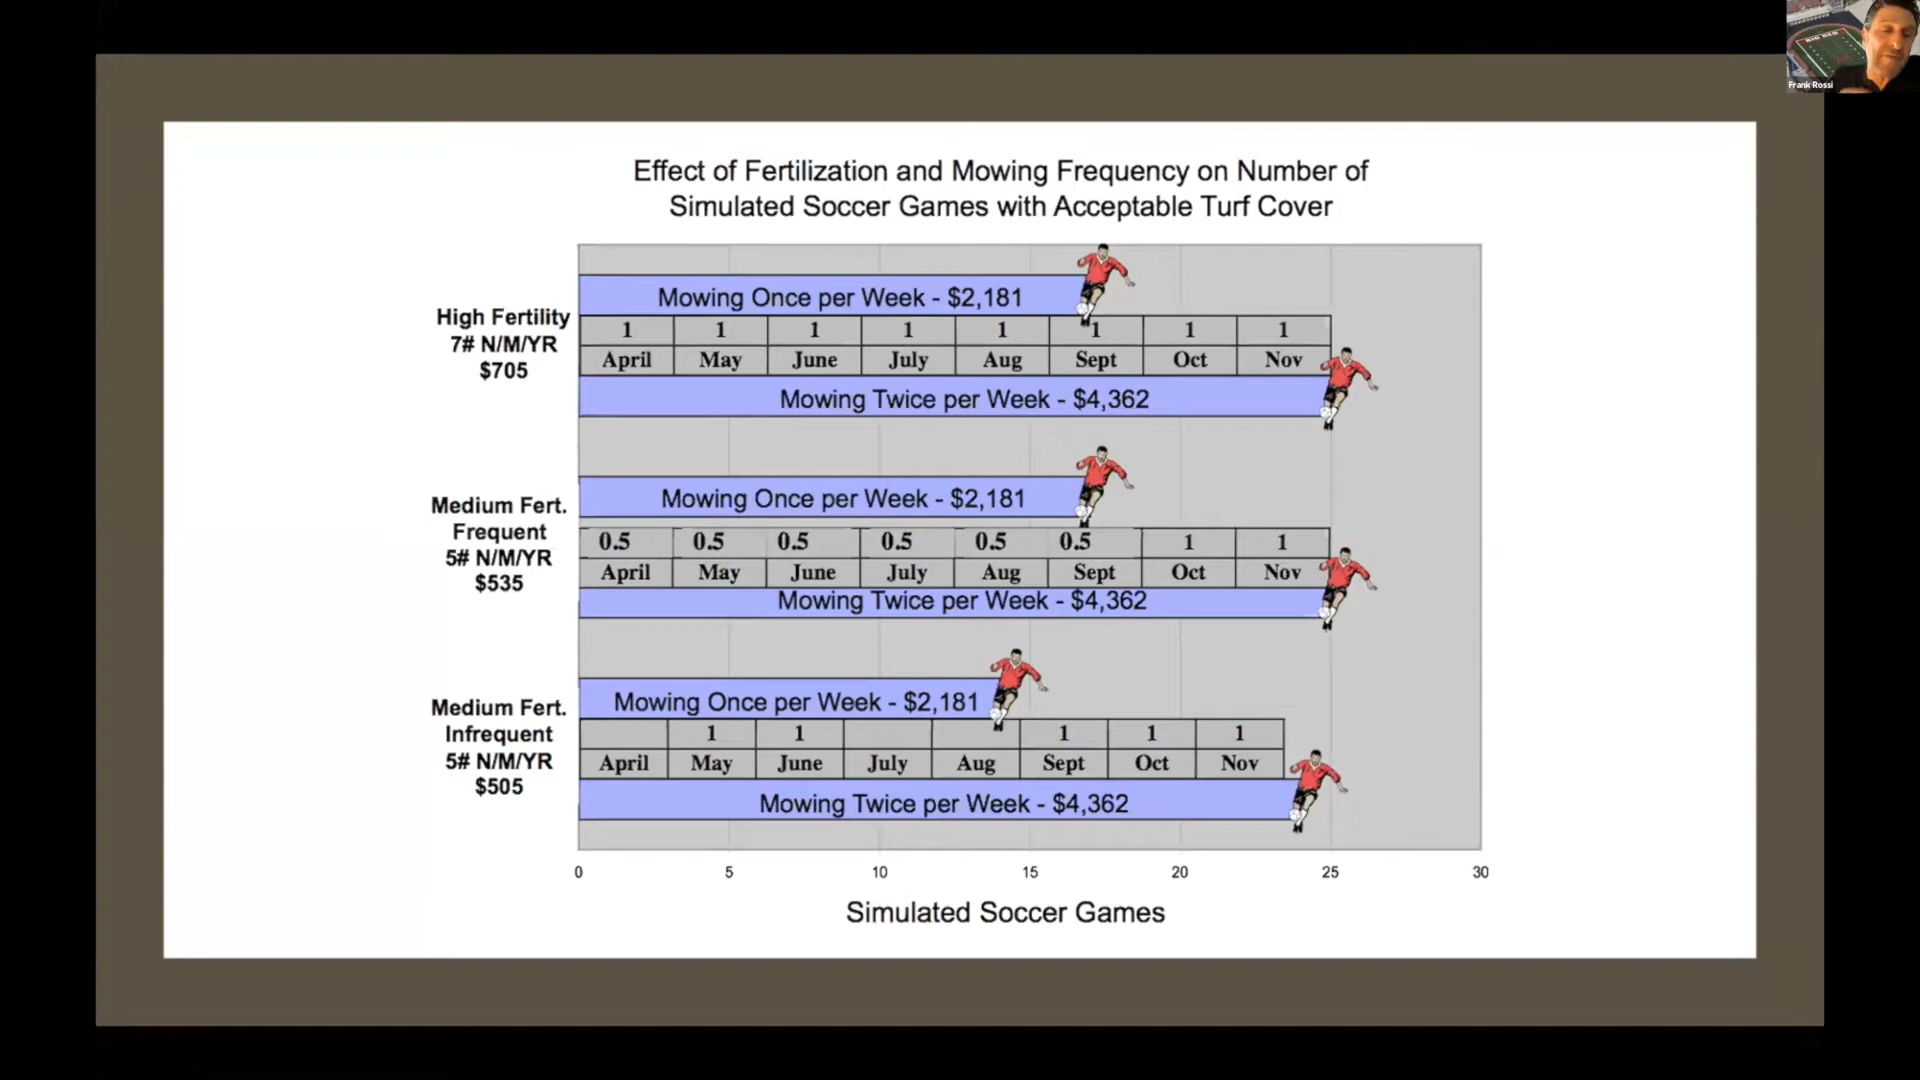 BIG RED
Frank Rossi
Effect of Fertilization and Mowing Frequency on Number of
Simulated Soccer Games with Acceptable Turf Cover
High Fertility
7# N/M/YR
$705
Mowing Once per Week - $2,181
1 1 1 1 1 1 1 1
April May June July Aug Sept Oct Nov
Mowing Twice per Week - $4,362
Medium Fert.
Frequent
5# N/M/YR
$535
Mowing Once per Week - $2,181
0.5 0.5 0.5 0.5 0.5 0.5 1 1
April May June July Aug Sept Oct Nov
Mowing Twice per Week - $4,362
Medium Fert.
Infrequent
5# N/M/YR
$505
Mowing Once per Week - $2,181
1 1 1 1 1
April May June July Aug Sept Oct Nov
Mowing Twice per Week - $4,362
0 5 10 15 20 25 30
Simulated Soccer Games